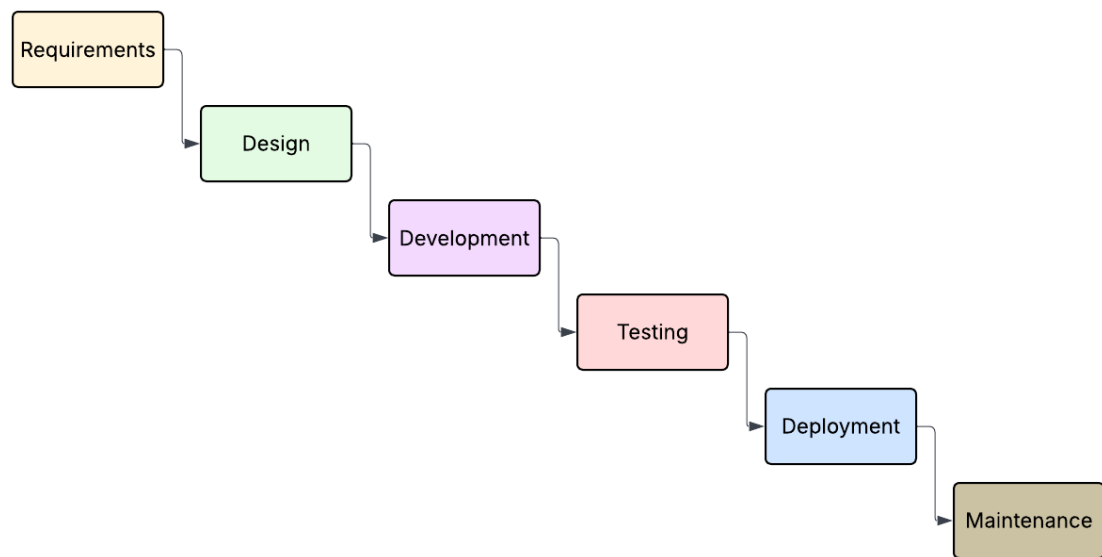 Requirements
Design
Development
Testing
Deployment
Maintenance